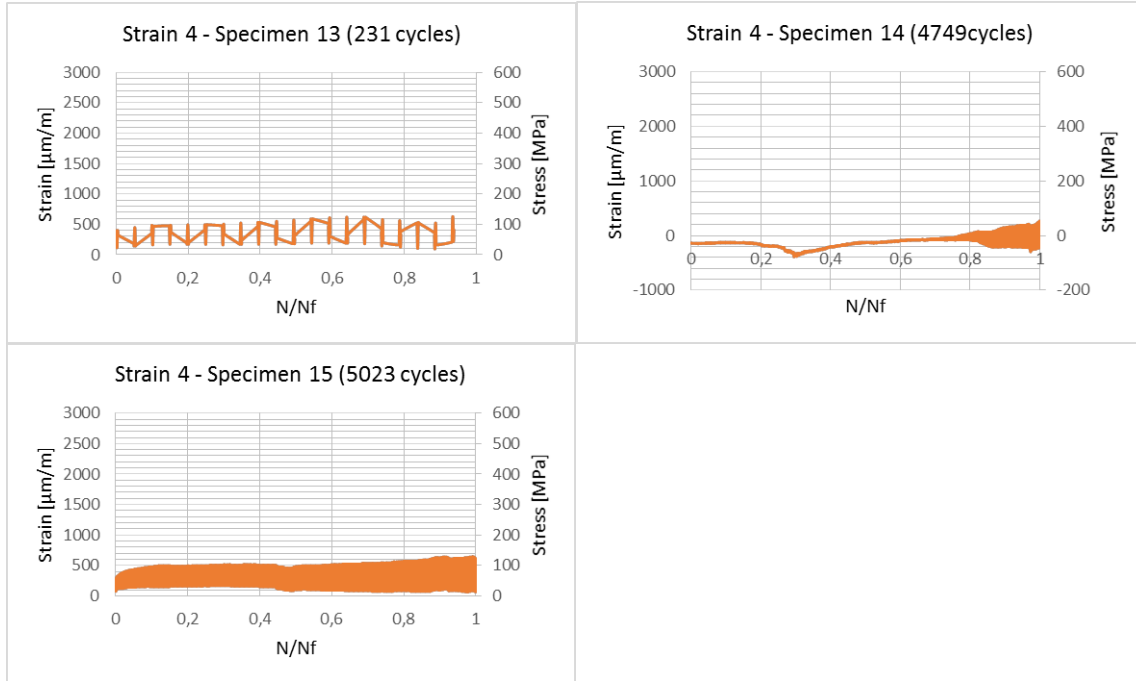 Strain 4 - Specimen 13 (231 cycles)
3000
2500
2000
1500
1000
500
0
Strain [µm/m]
600
500
400
300
200
100
0
Stress [MPa]
0 0,2 0,4 0,6 0,8 1
N/Nf
Strain 4 - Specimen 14 (4749cycles)
3000
2000
1000
0
-1000
Strain [µm/m]
600
400
200
0
-200
Stress [MPa]
0 0,2 0,4 0,6 0,8 1
N/Nf
Strain 4 - Specimen 15 (5023 cycles)
3000
2500
2000
1500
1000
500
0
Strain [µm/m]
600
500
400
300
200
100
0
Stress [MPa]
0 0,2 0,4 0,6 0,8 1
N/Nf